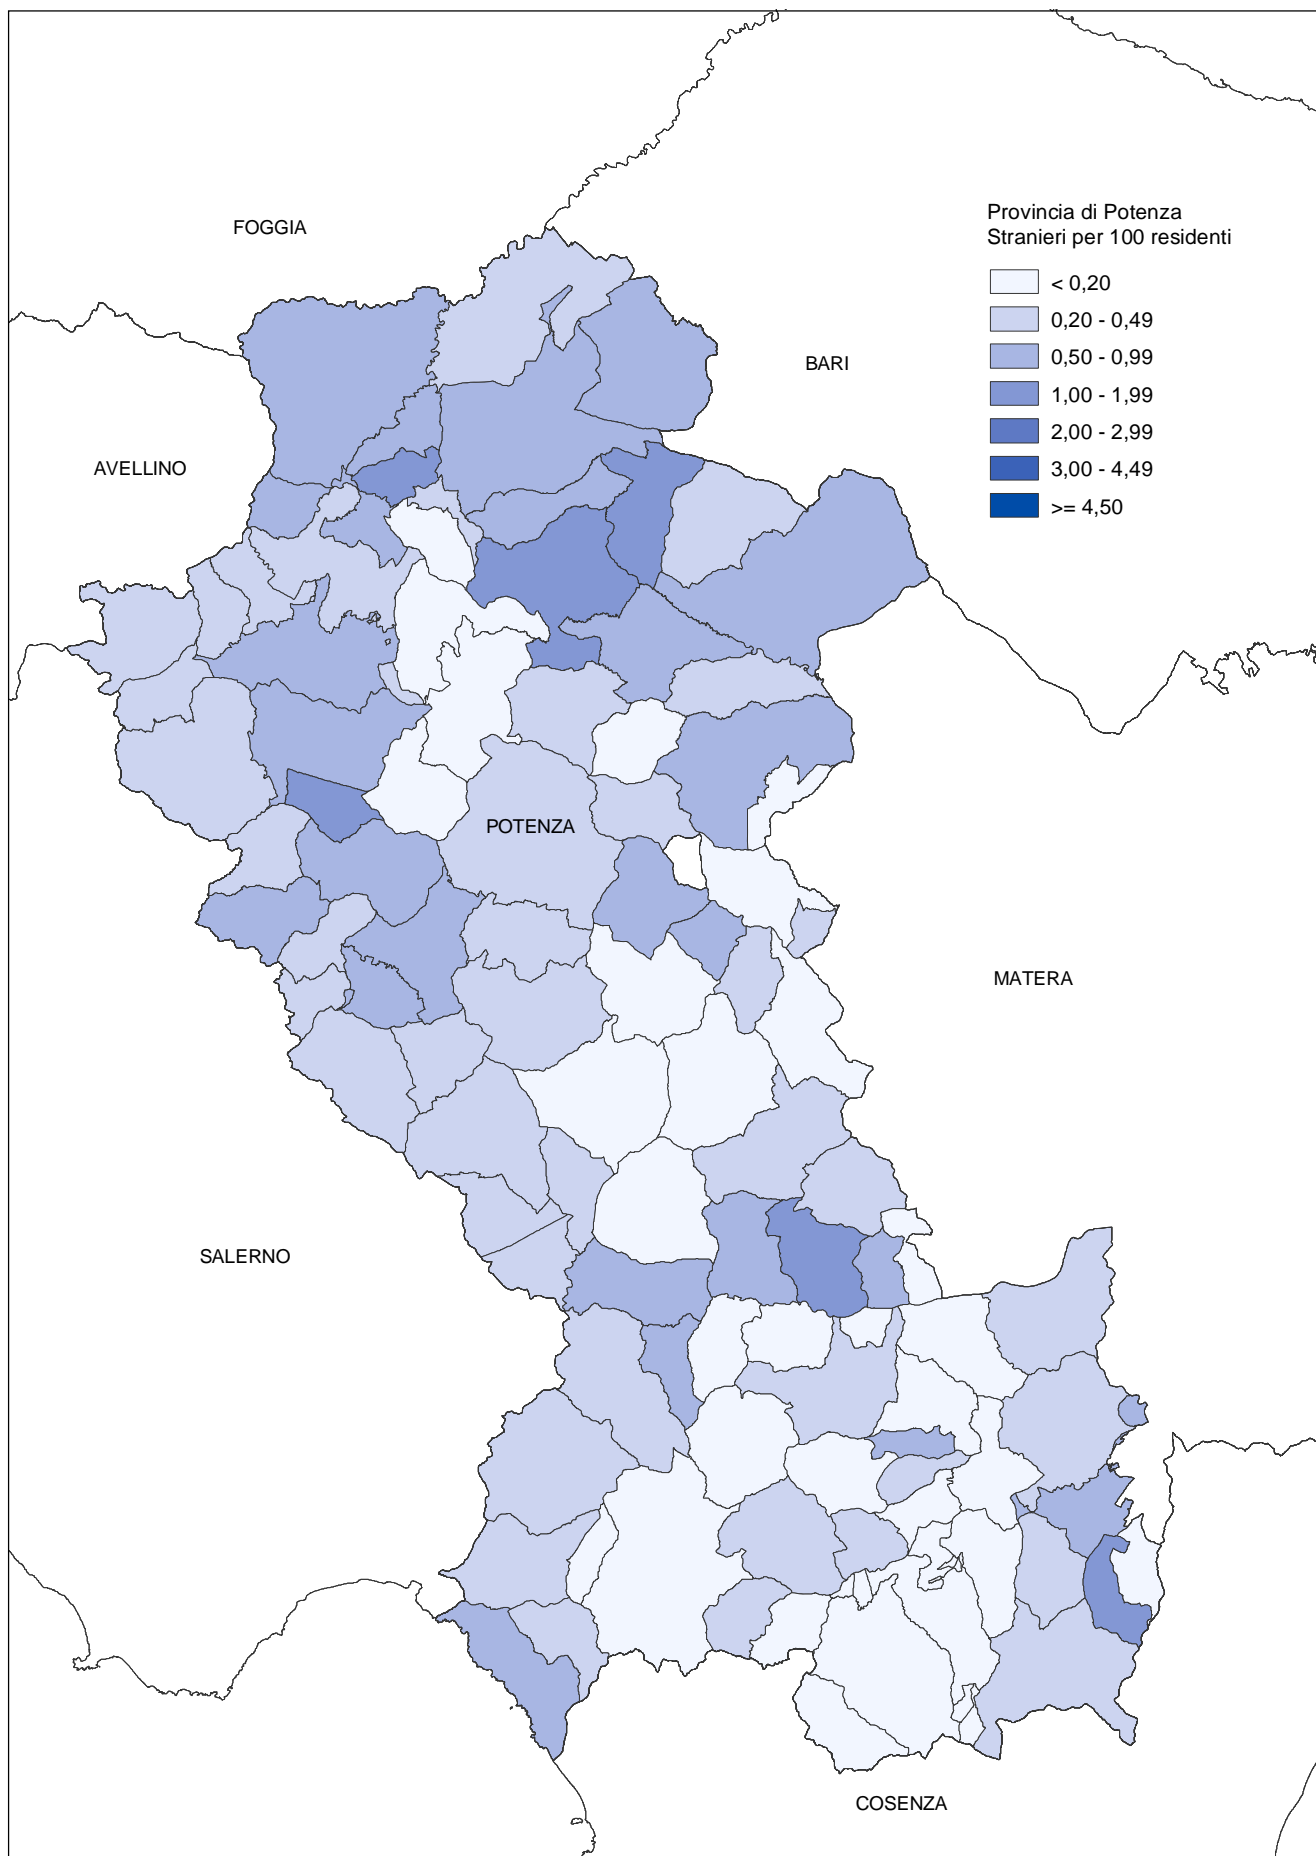 FOGGIA
Provincia di Potenza
Stranieri per 100 residenti
< 0,20
0,20 - 0,49
0,50 - 0,99
1,00 - 1,99
2,00 - 2,99
3,00 - 4,49
>= 4,50
BARI
AVELLINO
POTENZA
MATERA
SALERNO
COSENZA